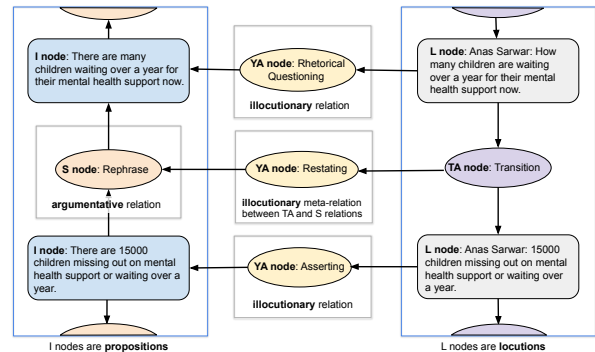 I node: There are many
children waiting over a year for
their mental health support now.
YA node: Rhetorical
Questioning
illocutionary relation
L node: Anas Sarwar: How
many children are waiting
over a year for their mental
health support now.
S node: Rephrase
argumentative relation
YA node: Restating
illocutionary meta-relation
between TA and S relations
TA node: Transition
I node: There are 15000
children missing out on mental
health support or waiting over a
year.
YA node: Asserting
illocutionary relation
L node: Anas Sarwar: 15000
children missing out on mental
health support or waiting over
a year.
I nodes are propositions
L nodes are locutions